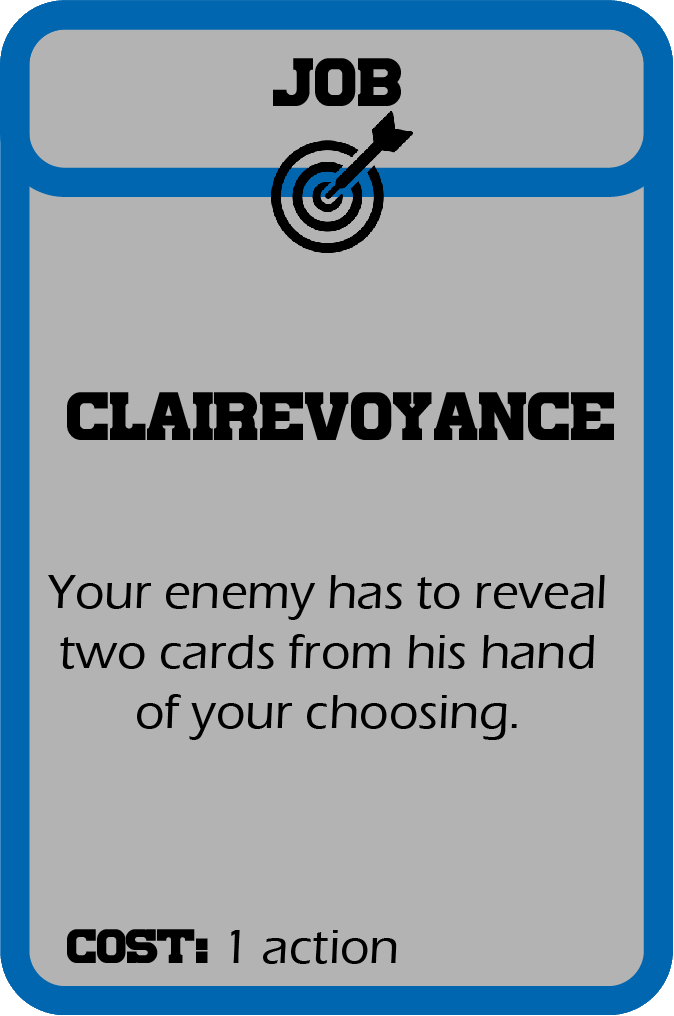 JOB
CLAIREVOYANCE
Your enemy has to reveal
two cards from his hand
of your choosing.
COST: 1 action